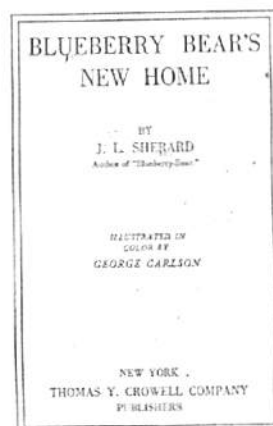 BLUEBERRY BEAR'S
NEW HOME
BY
J. L. SHERARD
Author of "Blueberry-Bear."
ILLUSTRATED IN
COLOR BY
GEORGE CARLSON
NEW YORK
THOMAS Y. CROWELL COMPANY
PUBLISHERS